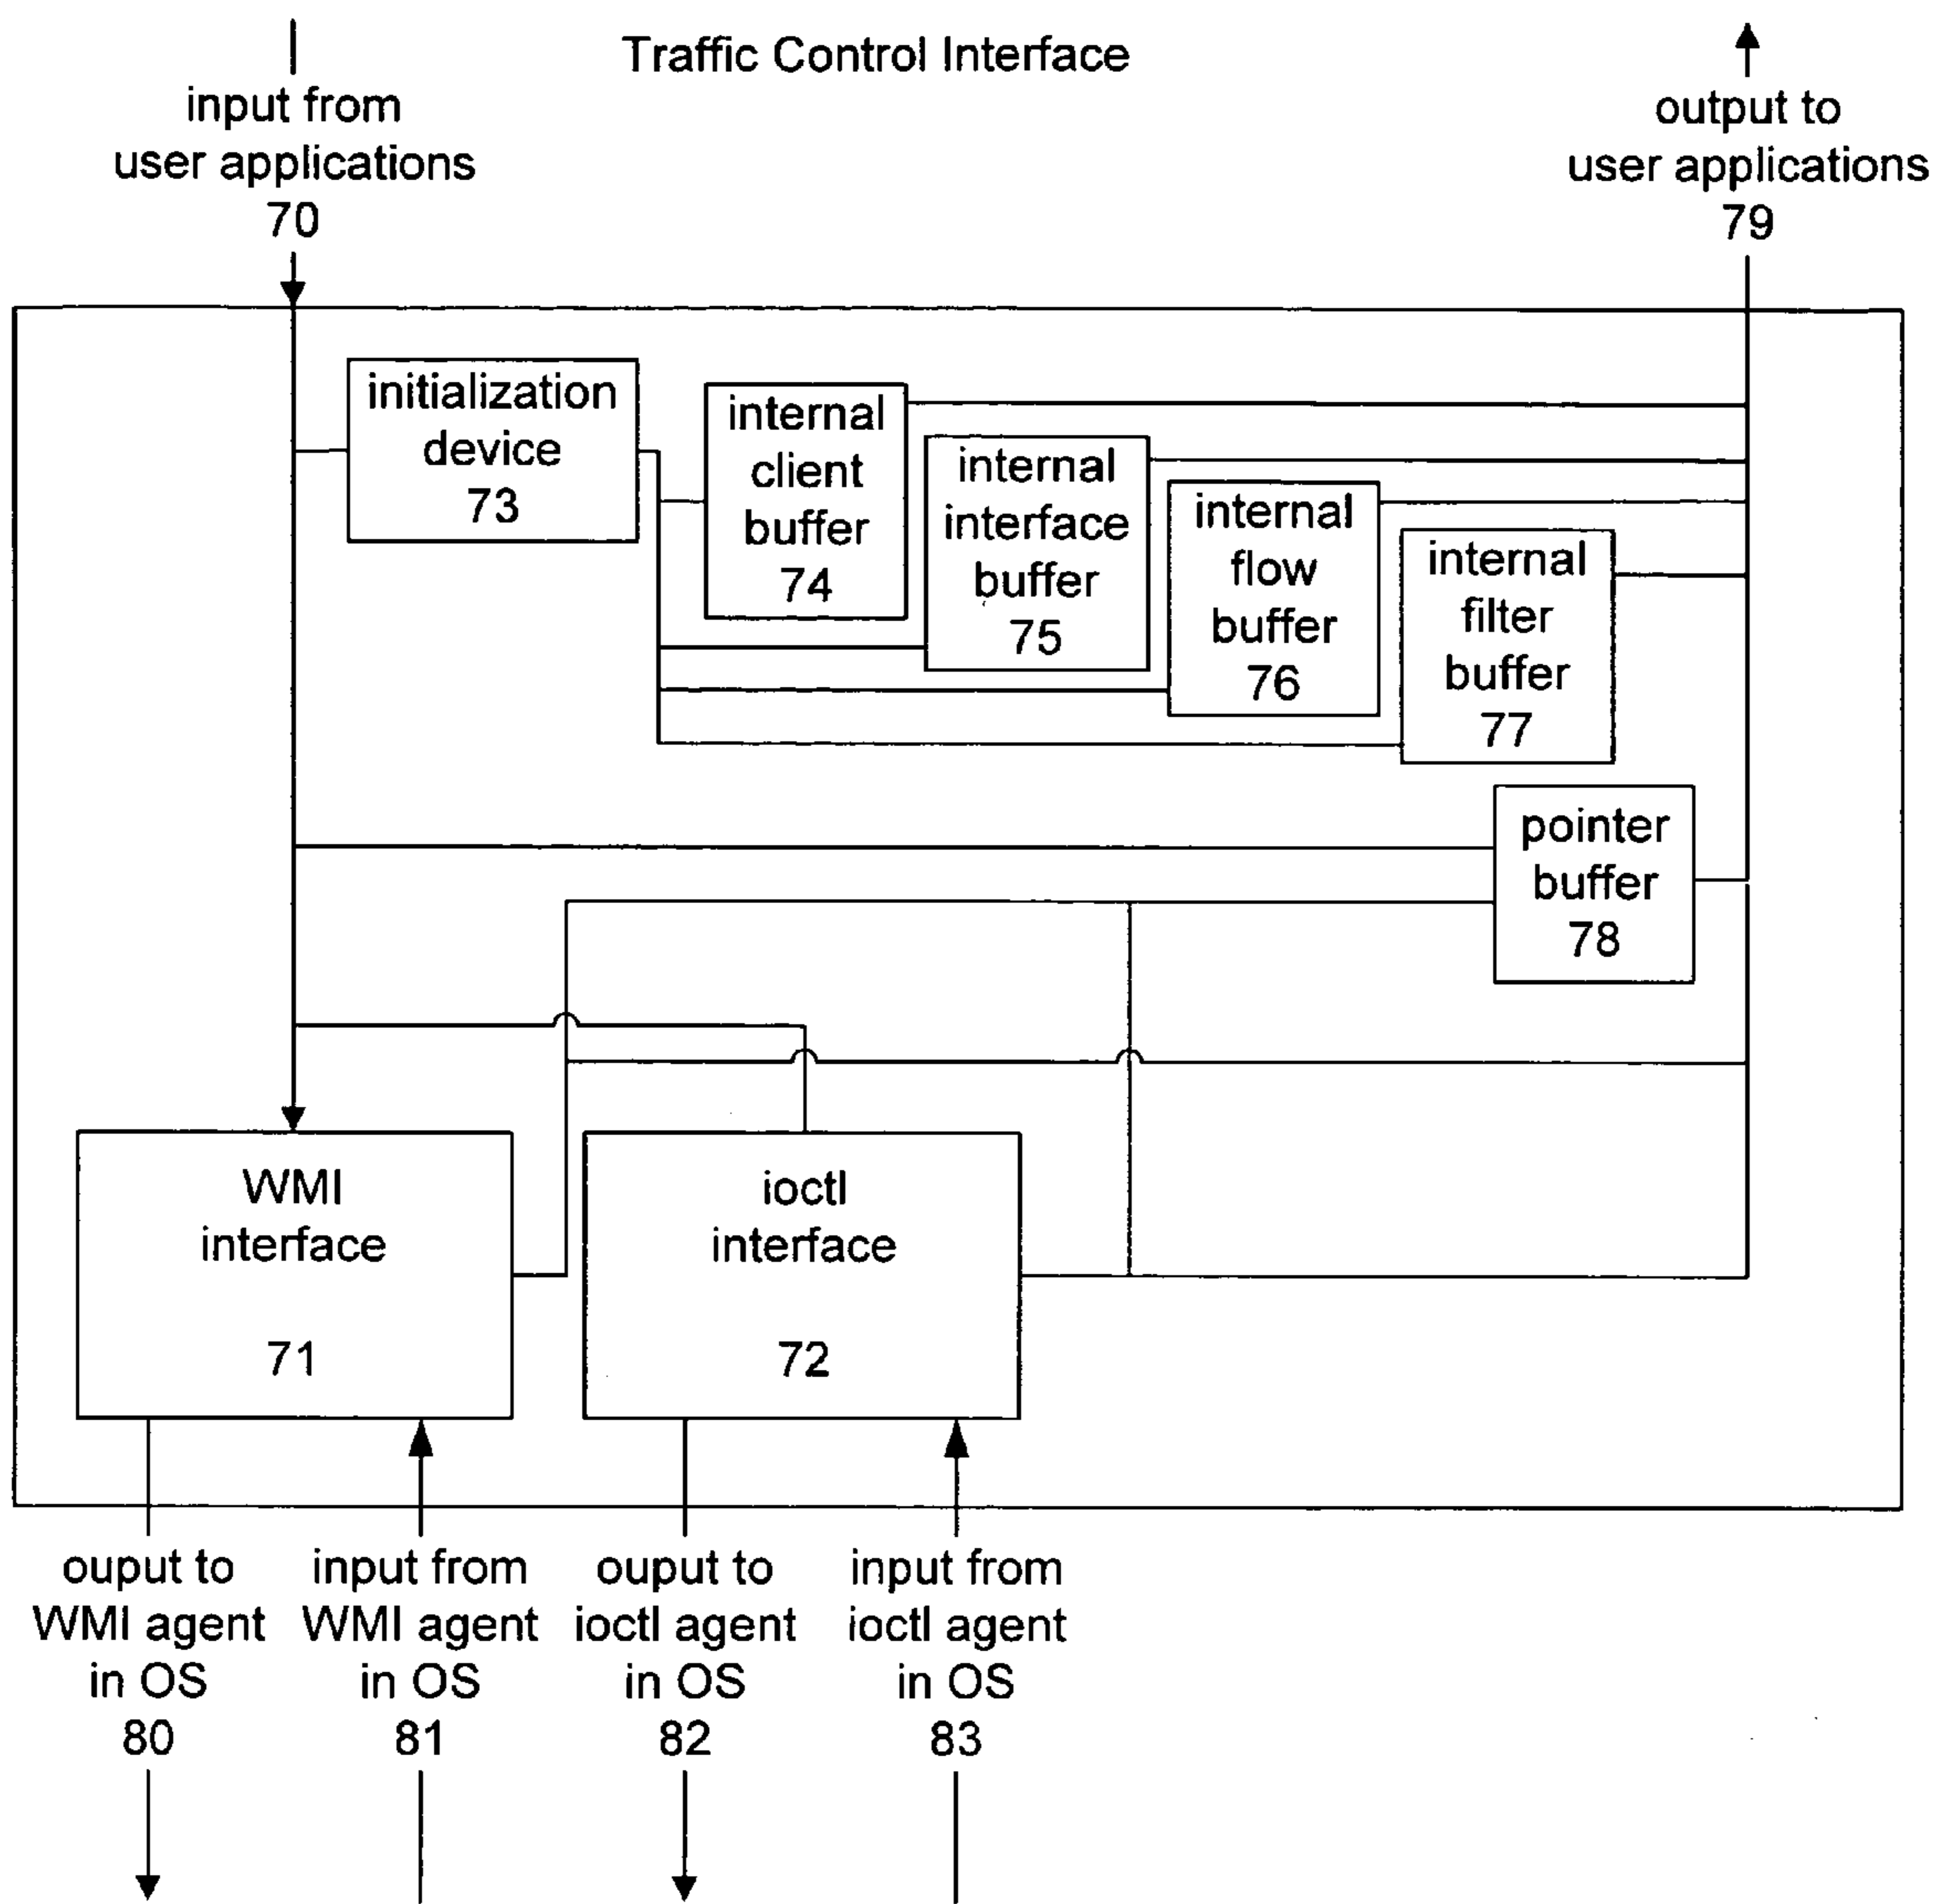 Traffic Control Interface
input from
user applications
70
output to
user applications
79
initialization
device
73
internal
client
buffer
74
internal
interface
buffer
75
internal
flow
buffer
76
internal
filter
buffer
77
pointer
buffer
78
WMI
interface
71
ioctl
interface
72
ouput to
WMI agent
in OS
80
input from
WMI agent
in OS
81
ouput to
ioctl agent
in OS
82
input from
ioctl agent
in OS
83